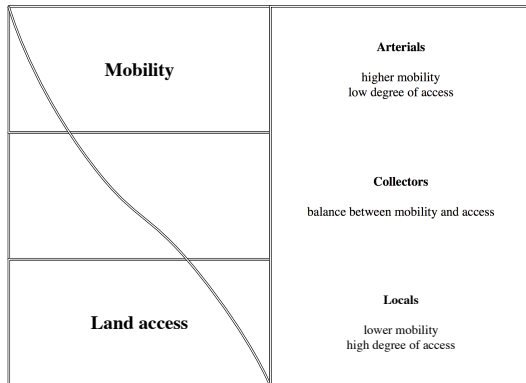 Mobility
Arterials
higher mobility
low degree of access
Collectors
balance between mobility and access
Land access
Locals
lower mobility
high degree of access